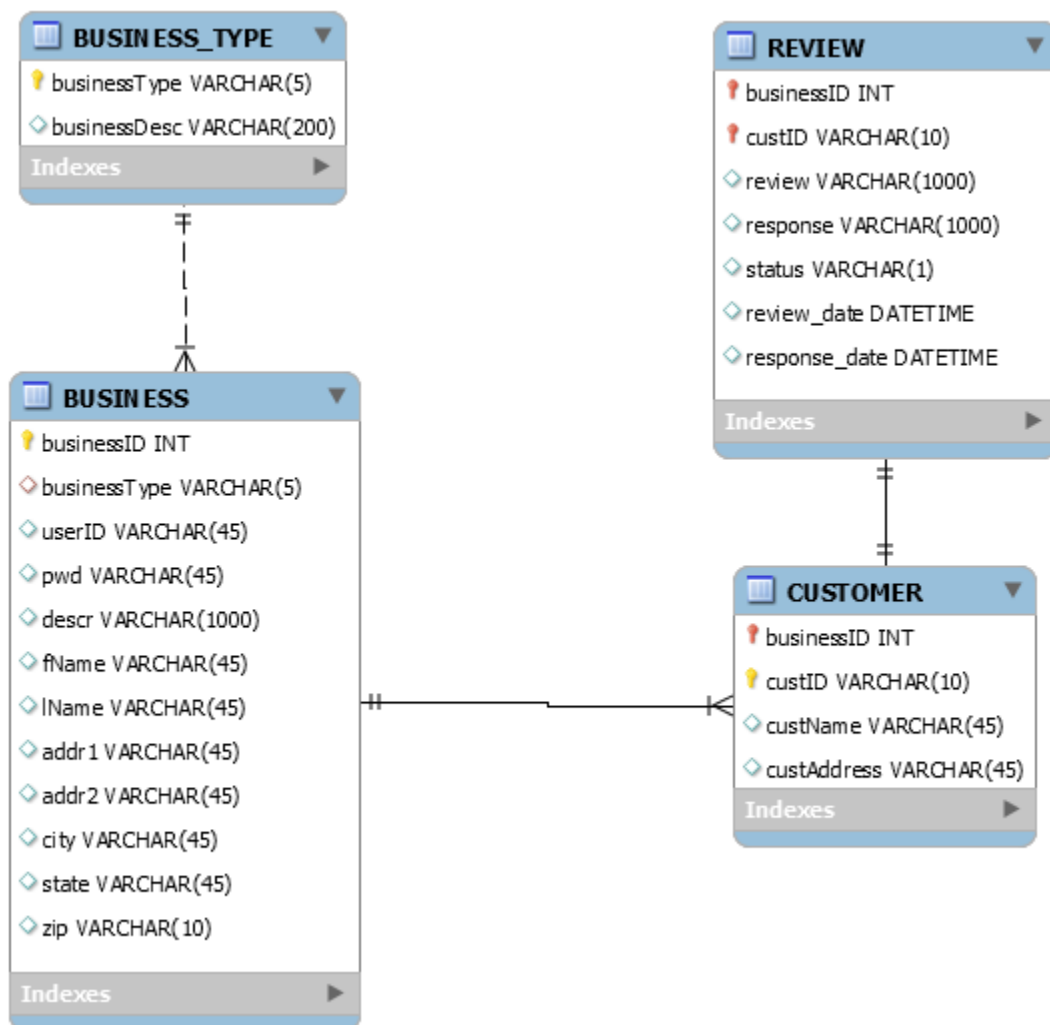 BUSINESS_TYPE
businessType VARCHAR(5)
businessDesc VARCHAR(200)
Indexes
BUSINESS
businessID INT
businessType VARCHAR(5)
userID VARCHAR(45)
pwd VARCHAR(45)
descr VARCHAR(1000)
fName VARCHAR(45)
lName VARCHAR(45)
addr1 VARCHAR(45)
addr2 VARCHAR(45)
city VARCHAR(45)
state VARCHAR(45)
zip VARCHAR(10)
Indexes
REVIEW
businessID INT
custID VARCHAR(10)
review VARCHAR(1000)
response VARCHAR(1000)
status VARCHAR(1)
review_date DATETIME
response_date DATETIME
Indexes
CUSTOMER
businessID INT
custID VARCHAR(10)
custName VARCHAR(45)
custAddress VARCHAR(45)
Indexes